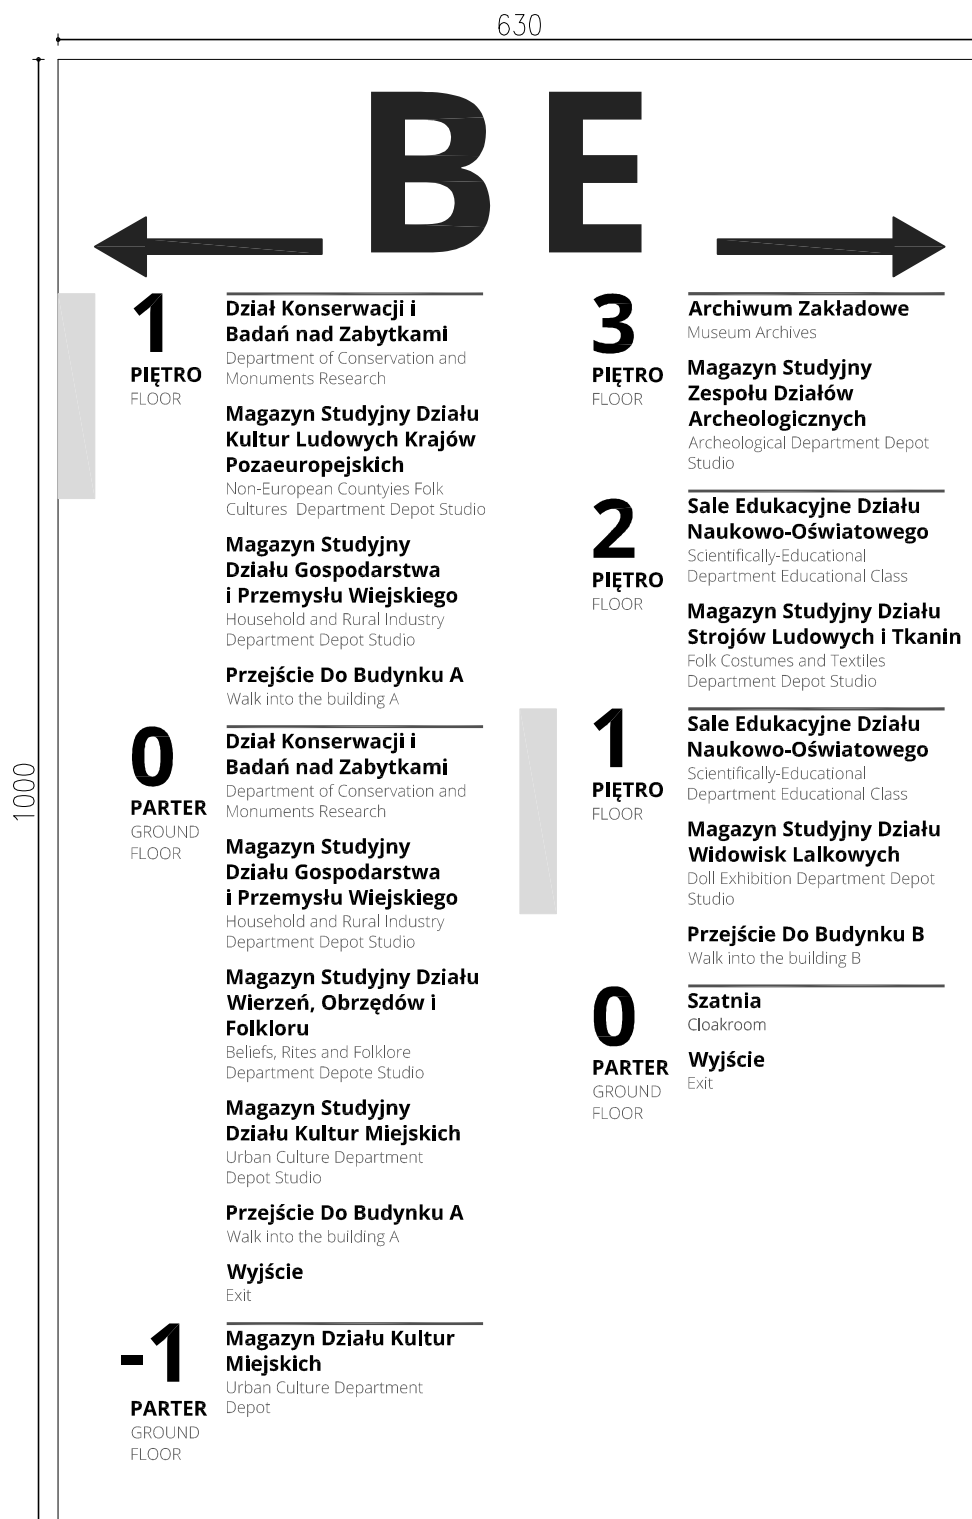 630
1000
B E
1
PIĘTRO
FLOOR
Dział Konserwacji i
Badań nad Zabytkami
Department of Conservation and
Monuments Research
Magazyn Studyjny Działu
Kultur Ludowych Krajów
Pozaeuropejskich
Non-European Countyies Folk
Cultures Department Depot Studio
Magazyn Studyjny
Działu Gospodarstwa
i Przemysłu Wiejskiego
Household and Rural Industry
Department Depot Studio
Przejście Do Budynku A
Walk into the building A
0
PARTER
GROUND
FLOOR
Dział Konserwacji i
Badań nad Zabytkami
Department of Conservation and
Monuments Research
Magazyn Studyjny
Działu Gospodarstwa
i Przemysłu Wiejskiego
Household and Rural Industry
Department Depot Studio
Magazyn Studyjny Działu
Wierzeń, Obrzędów i
Folkloru
Beliefs, Rites and Folklore
Department Depote Studio
Magazyn Studyjny
Działu Kultur Miejskich
Urban Culture Department
Depot Studio
Przejście Do Budynku A
Walk into the building A
Wyjście
Exit
-1
PARTER
GROUND
FLOOR
Magazyn Działu Kultur
Miejskich
Urban Culture Department
Depot
3
PIĘTRO
FLOOR
Archiwum Zakładowe
Museum Archives
Magazyn Studyjny
Zespołu Działów
Archeologicznych
Archeological Department Depot
Studio
2
PIĘTRO
FLOOR
Sale Edukacyjne Działu
Naukowo-Oświatowego
Scientifically-Educational
Department Educational Class
Magazyn Studyjny Działu
Strojów Ludowych i Tkanin
Folk Costumes and Textiles
Department Depot Studio
1
PIĘTRO
FLOOR
Sale Edukacyjne Działu
Naukowo-Oświatowego
Scientifically-Educational
Department Educational Class
Magazyn Studyjny Działu
Widowisk Lalkowych
Doll Exhibition Department Depot
Studio
Przejście Do Budynku B
Walk into the building B
0
PARTER
GROUND
FLOOR
Szatnia
Cloakroom
Wyjście
Exit